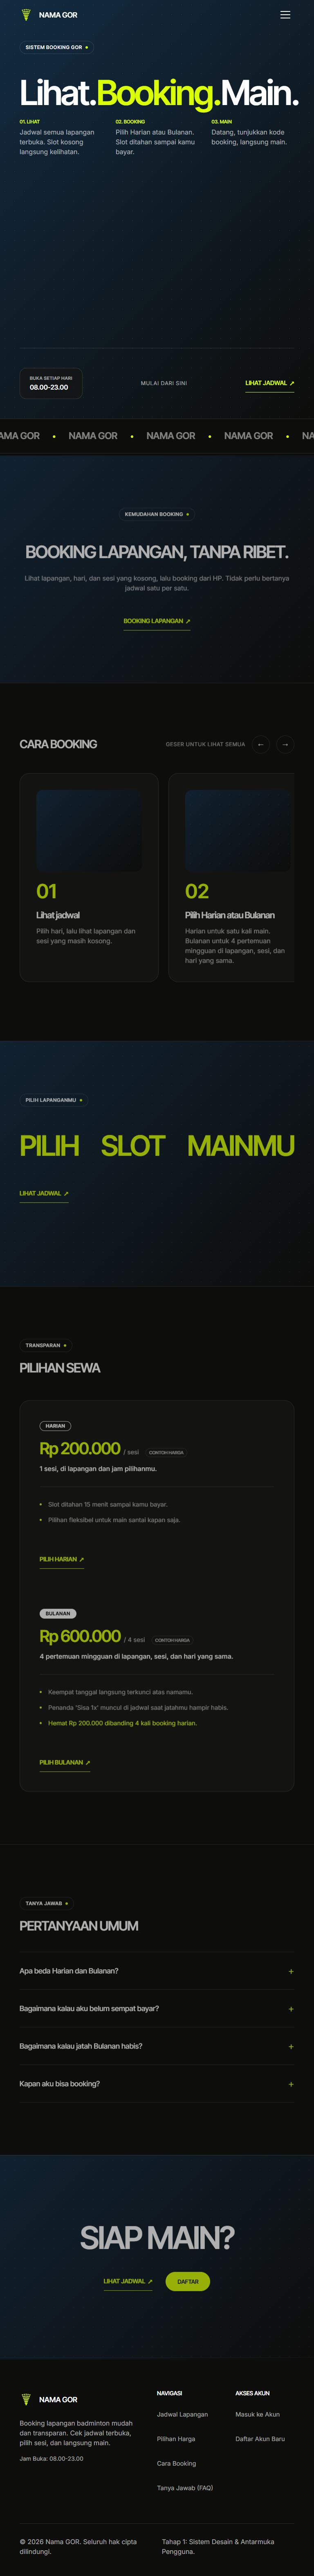 NAMA GOR
SISTEM BOOKING GOR
Lihat.Booking.Main.
01. LIHAT
Jadwal semua lapangan
terbuka. Slot kosong
langsung kelihatan.
02. BOOKING
Pilih Harian atau Bulanan.
Slot ditahan sampai kamu
bayar.
03. MAIN
Datang, tunjukkan kode
booking, langsung main.
BUKA SETIAP HARI
08.00-23.00
MULAI DARI SINI
LIHAT JADWAL ↗
AMA GOR • NAMA GOR • NAMA GOR • NAMA GOR • NA
KEMUDAHAN BOOKING
BOOKING LAPANGAN, TANPA RIBET.
Lihat lapangan, hari, dan sesi yang kosong, lalu booking dari HP. Tidak perlu bertanya
jadwal satu per satu.
BOOKING LAPANGAN ↗
CARA BOOKING
GESER UNTUK LIHAT SEMUA ← →
01
Lihat jadwal
Pilih hari, lalu lihat lapangan dan
sesi yang masih kosong.
02
Pilih Harian atau Bulanan
Harian untuk satu kali main.
Bulanan untuk 4 pertemuan
mingguan di lapangan, sesi, dan
hari yang sama.
PILIH LAPANGANMU
PILIH SLOT MAINMU
LIHAT JADWAL ↗
TRANSPARAN
PILIHAN SEWA
HARIAN
Rp 200.000 / sesi CONTOH HARGA
1 sesi, di lapangan dan jam pilihanmu.
• Slot ditahan 15 menit sampai kamu bayar.
• Pilihan fleksibel untuk main santai kapan saja.
PILIH HARIAN ↗
BULANAN
Rp 600.000 / 4 sesi CONTOH HARGA
4 pertemuan mingguan di lapangan, sesi, dan hari yang sama.
• Keempat tanggal langsung terkunci atas namamu.
• Penanda 'Sisa 1x' muncul di jadwal saat jatahmu hampir habis.
• Hemat Rp 200.000 dibanding 4 kali booking harian.
PILIH BULANAN ↗
TANYA JAWAB
PERTANYAAN UMUM
Apa beda Harian dan Bulanan? +
Bagaimana kalau aku belum sempat bayar? +
Bagaimana kalau jatah Bulanan habis? +
Kapan aku bisa booking? +
SIAP MAIN?
LIHAT JADWAL ↗
DAFTAR
NAMA GOR
Booking lapangan badminton mudah
dan transparan. Cek jadwal terbuka,
pilih sesi, dan langsung main.
Jam Buka: 08.00-23.00
NAVIGASI
Jadwal Lapangan
Pilihan Harga
Cara Booking
Tanya Jawab (FAQ)
AKSES AKUN
Masuk ke Akun
Daftar Akun Baru
© 2026 Nama GOR. Seluruh hak cipta
dilindungi.
Tahap 1: Sistem Desain & Antarmuka
Pengguna.